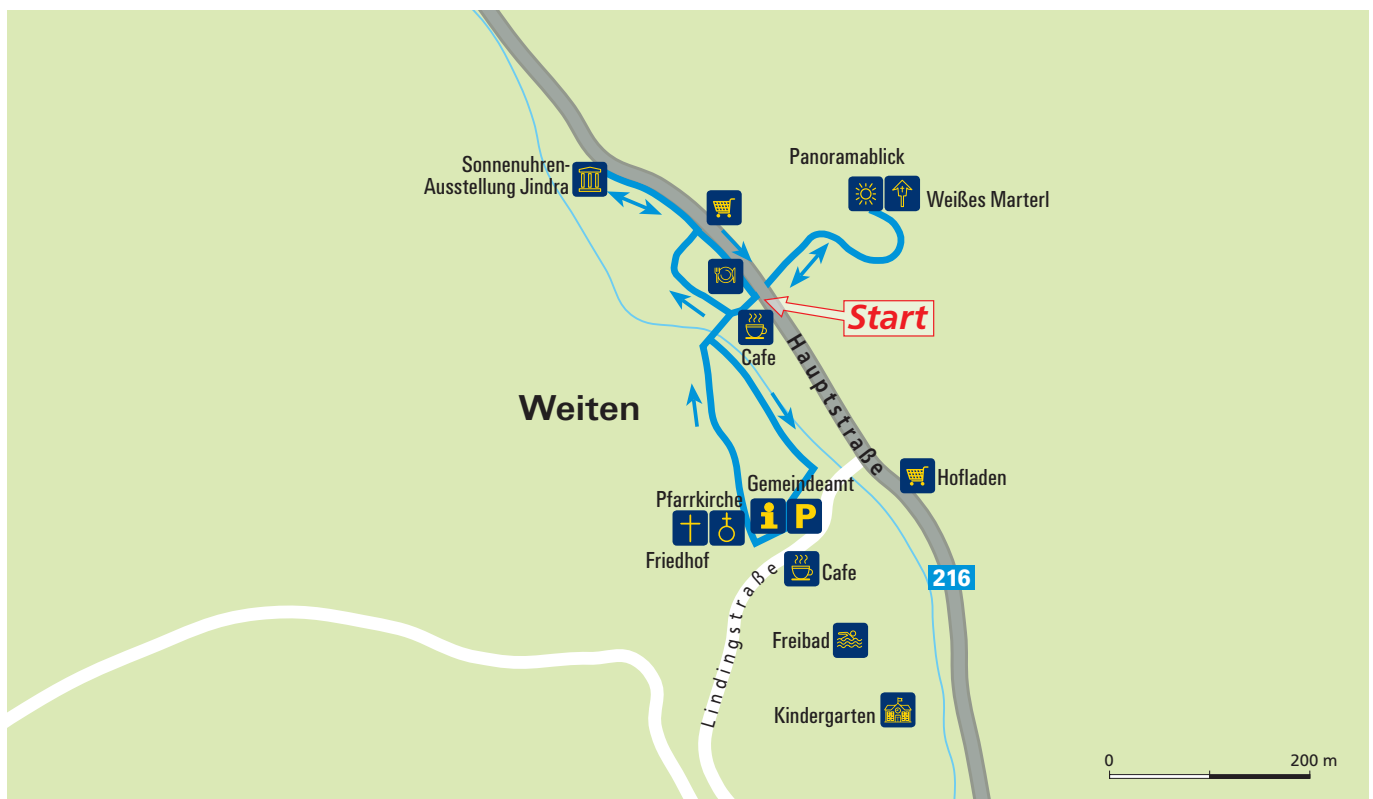 Panoramablick
Sonnenuhren-
Ausstellung Jindra
Weißes Marterl
Start
Cafe
Hauptstraße
Weiten
Hofladen
Gemeindeamt
Pfarrkirche
P
Friedhof
Cafe
216
Lindingstraße
Freibad
Kindergarten
0 200 m